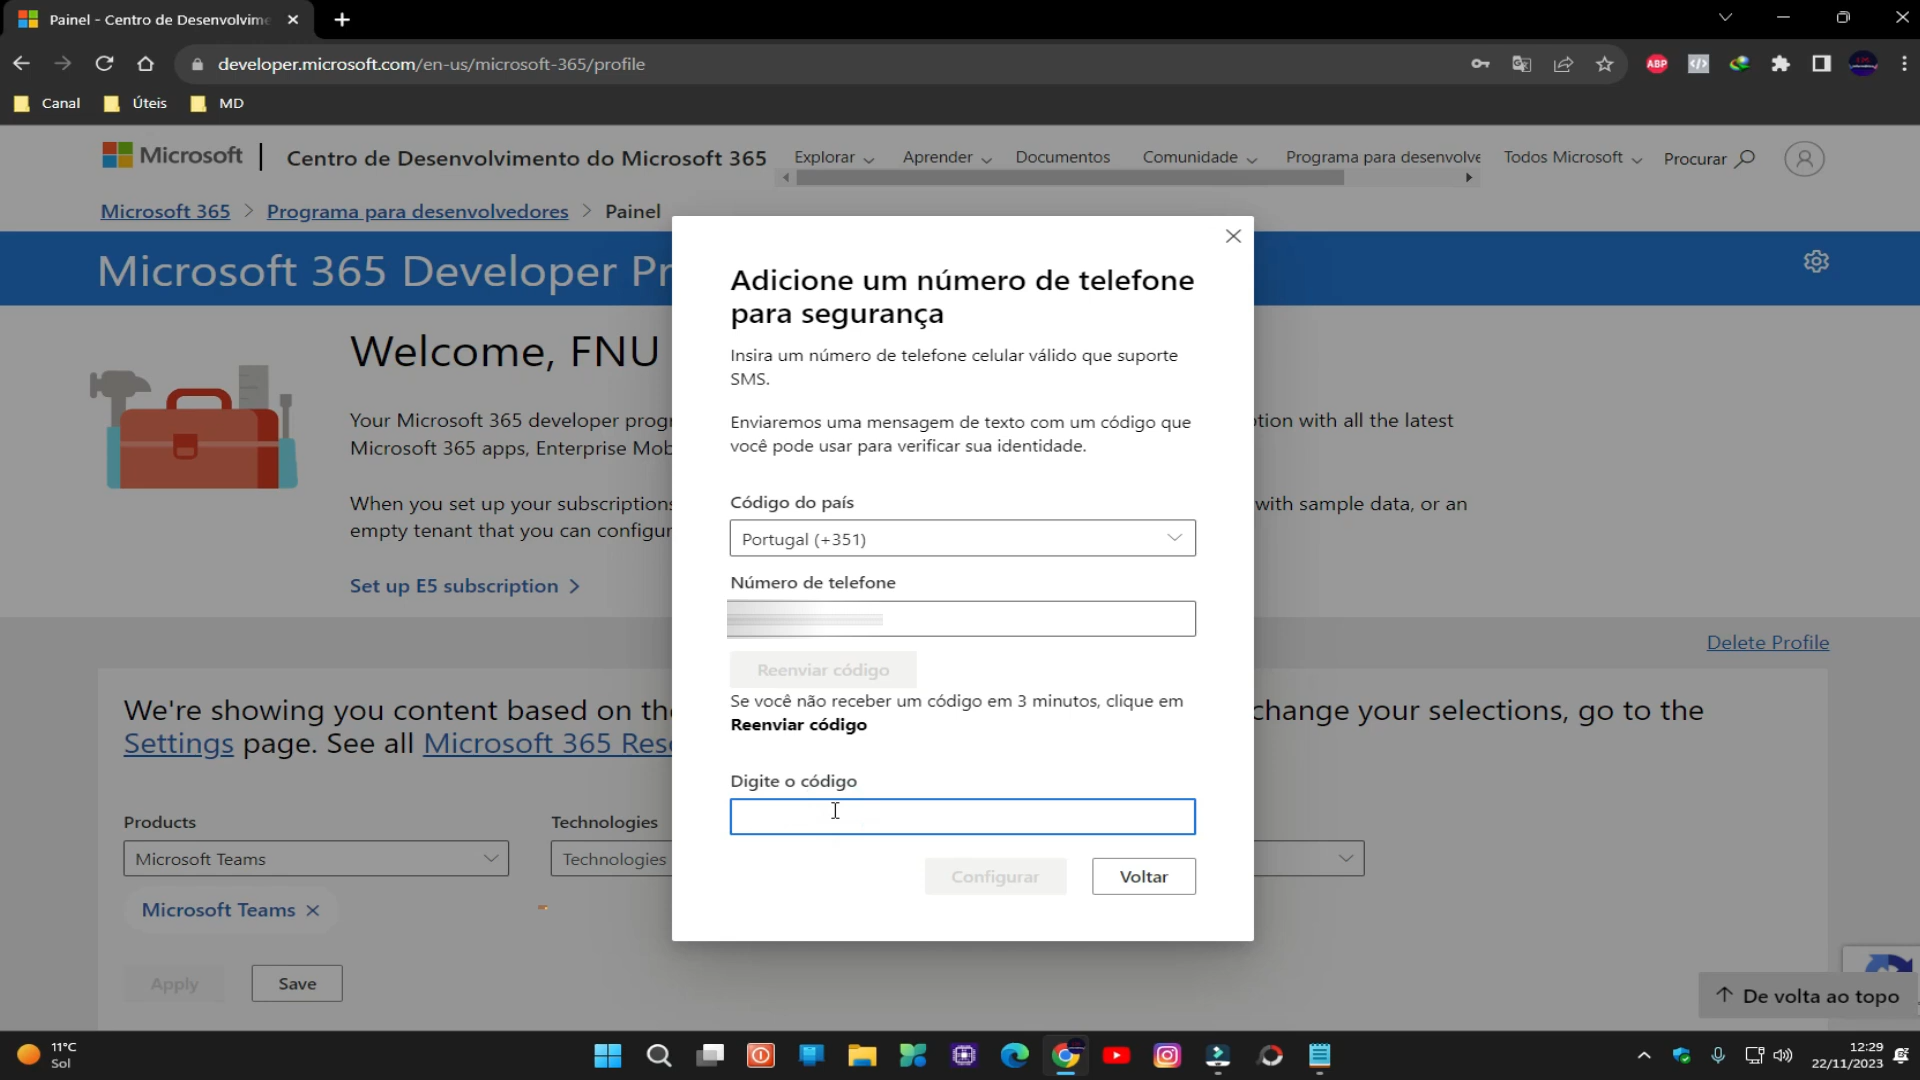 Painel - Centro de Desenvolvime
developer.microsoft.com/en-us/microsoft-365/profile
ABP
Canal
Úteis
MD
Microsoft
Centro de Desenvolvimento do Microsoft 365
Explorar
Aprender
Documentos
Comunidade
Programa para desenvolve
Todos Microsoft
Procurar
Microsoft 365 > Programa para desenvolvedores > Painel
Microsoft 365 Developer Pr
Welcome, FNU
Your Microsoft 365 developer progr
ption with all the latest
Microsoft 365 apps, Enterprise Mob
When you set up your subscriptions
with sample data, or an
empty tenant that you can configur
Set up E5 subscription >
Adicione um número de telefone
para segurança
Insira um número de telefone celular válido que suporte
SMS.
Enviaremos uma mensagem de texto com um código que
você pode usar para verificar sua identidade.
Código do país
Portugal (+351)
Número de telefone
Reenviar código
Se você não receber um código em 3 minutos, clique em
Reenviar código
Digite o código
Configurar
Voltar
Delete Profile
We're showing you content based on the
change your selections, go to the
Settings page. See all Microsoft 365 Reso
Products
Microsoft Teams
Technologies
Technologies
Microsoft Teams
Apply
Save
De volta ao topo
11°C
Sol
12:29
22/11/2023